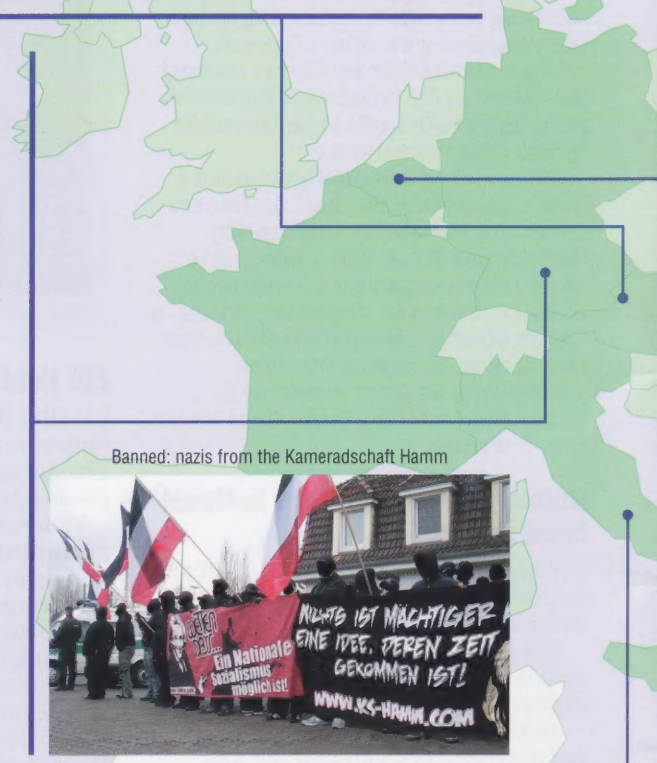 Banned: nazis from the Kameradschaft Hamm
Ein Nationaler
Sozialismus
möglich ist!
NICHTS IST MÄCHTIGER
EINE IDEE, DEREN ZEIT
GEKOMMEN IST!
WWW.KS-HAMM.COM